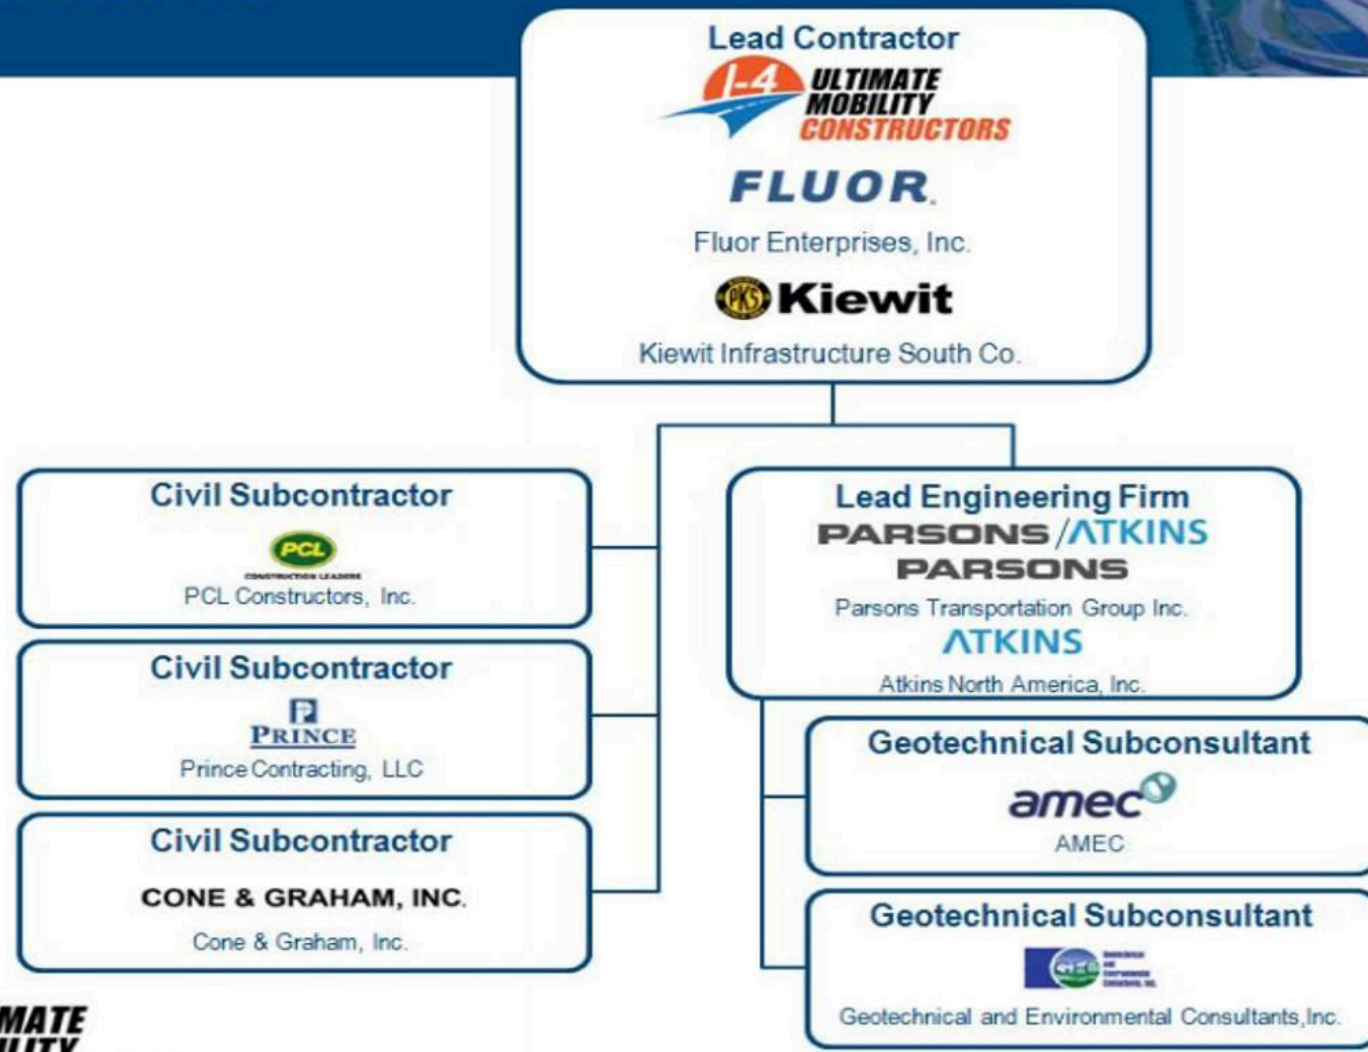 Lead Contractor
I-4 ULTIMATE
MOBILITY
CONSTRUCTORS
FLUOR.
Fluor Enterprises, Inc.
PKS Kiewit
Kiewit Infrastructure South Co.
Civil Subcontractor
PCL
CONSTRUCTION LEADERS
PCL Constructors, Inc.
Civil Subcontractor
P
PRINCE
Prince Contracting, LLC
Civil Subcontractor
CONE & GRAHAM, INC.
Cone & Graham, Inc.
Lead Engineering Firm
PARSONS/ATKINS
PARSONS
Parsons Transportation Group Inc.
ATKINS
Atkins North America, Inc.
Geotechnical Subconsultant
amec
AMEC
Geotechnical Subconsultant
GEC
Geotechnical and Environmental Consultants,Inc.